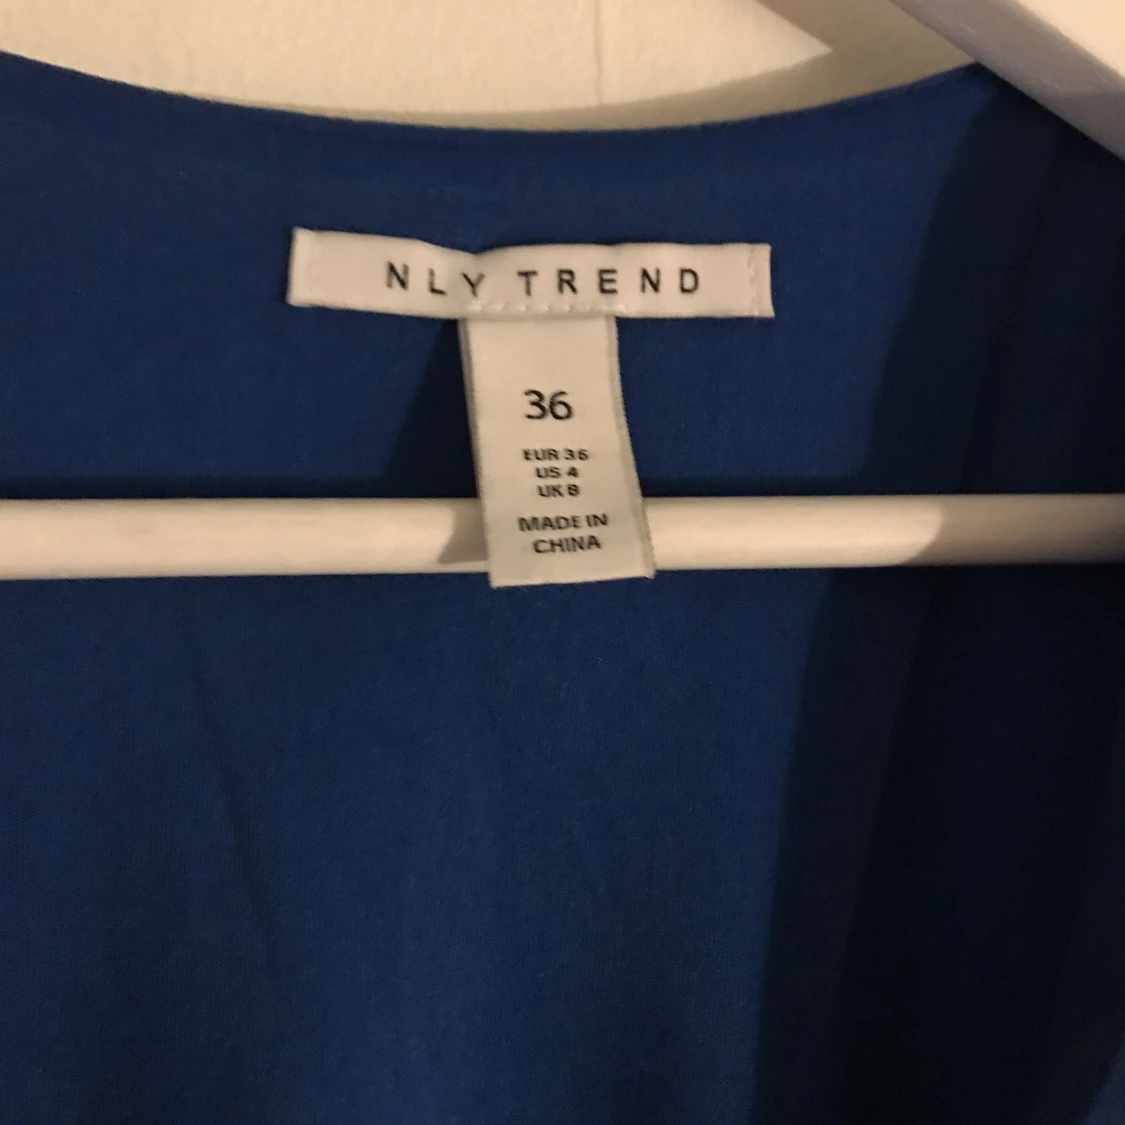 NLY TREND
36
EUR 36
US 4
UK 8
MADE IN
CHINA